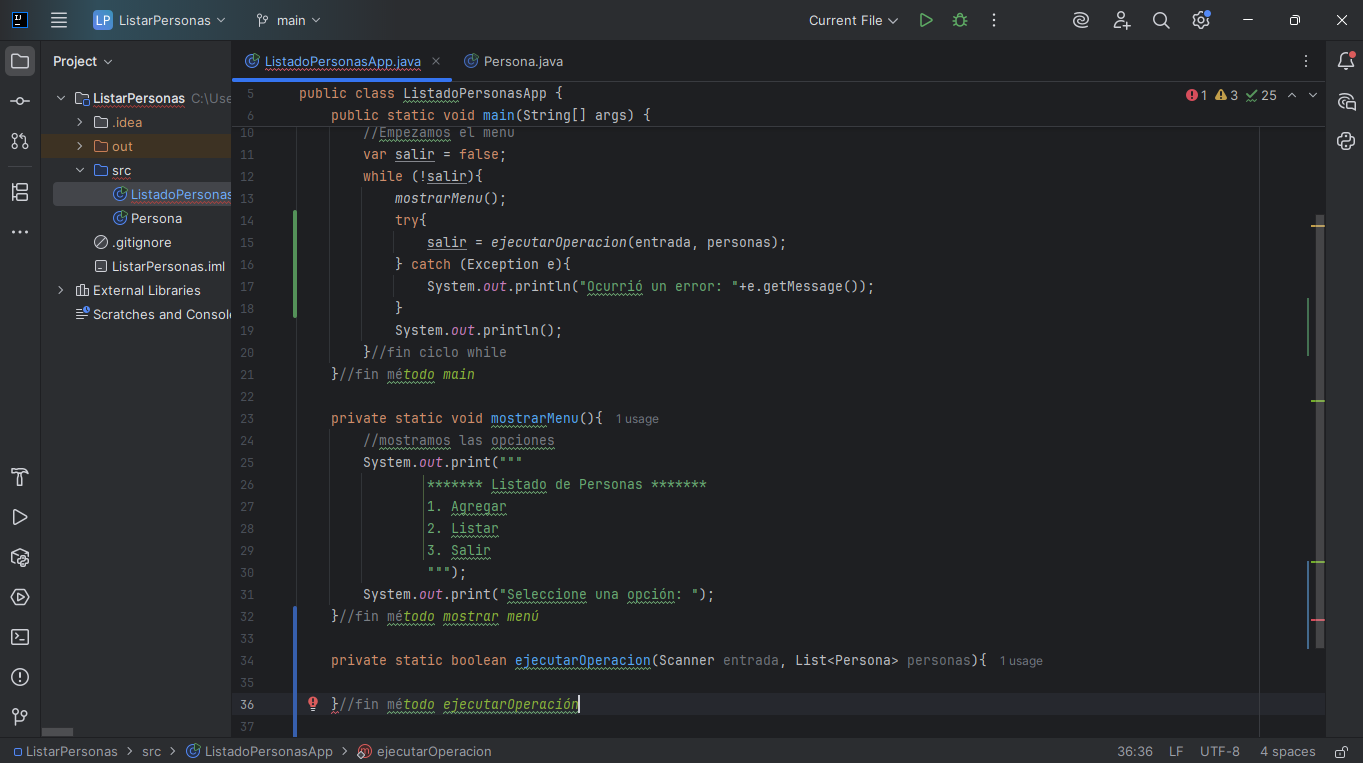 LP ListarPersonas main Current File
Project
ListadoPersonasApp.java Persona.java
ListarPersonas C:\Use
.idea
out
src
ListadoPersonas
Persona
.gitignore
ListarPersonas.iml
External Libraries
Scratches and Consol
1 3 25
5 public class ListadoPersonasApp {
6 public static void main(String[] args) {
10 //Empezamos el menu
11 var salir = false;
12 while (!salir){
13 mostrarMenu();
14 try{
15 salir = ejecutarOperacion(entrada, personas);
16 } catch (Exception e){
17 System.out.println("Ocurrió un error: "+e.getMessage());
18 }
19 System.out.println();
20 }//fin ciclo while
21 }//fin método main
22
23 private static void mostrarMenu(){ 1 usage
24 //mostramos las opciones
25 System.out.print("""
26 ******* Listado de Personas *******
27 1. Agregar
28 2. Listar
29 3. Salir
30 """);
31 System.out.print("Seleccione una opción: ");
32 }//fin método mostrar menú
33
34 private static boolean ejecutarOperacion(Scanner entrada, List<Persona> personas){ 1 usage
35
36 }//fin método ejecutarOperación
37
ListarPersonas > src > ListadoPersonasApp > ejecutarOperacion 36:36 LF UTF-8 4 spaces